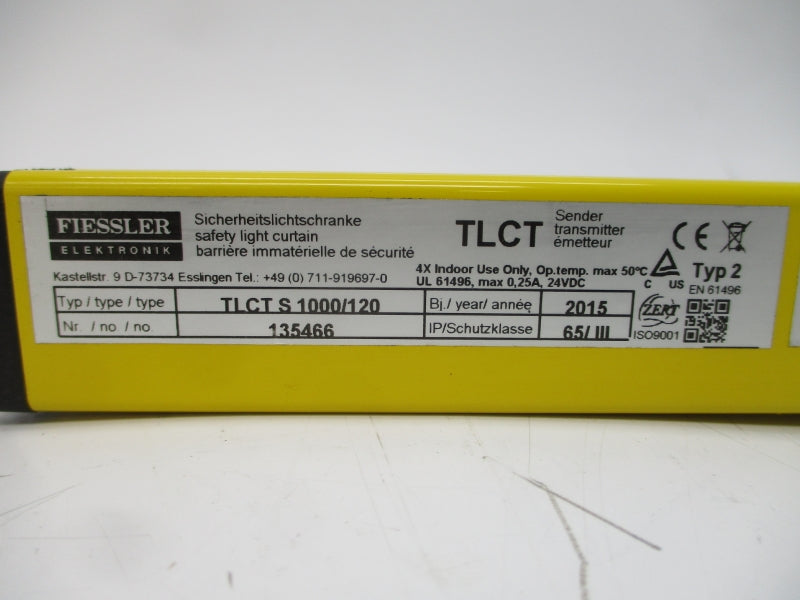 FIESSLER
ELEKTRONIK
Sicherheitslichtschranke
safety light curtain
barrière immatérielle de sécurité
TLCT
Sender
transmitter
émetteur
CE
Kastellstr. 9 D-73734 Esslingen Tel.: +49 (0) 711-919697-0
4X Indoor Use Only, Op.temp. max 50°C
UL 61496, max 0,25A, 24VDC
C US
Typ 2
EN 61496
Typ / type / type TLCT S 1000/120 Bj./ year/ année 2015
Nr. / no / no 135466 IP/Schutzklasse 65/ III
ZERT
ISO9001